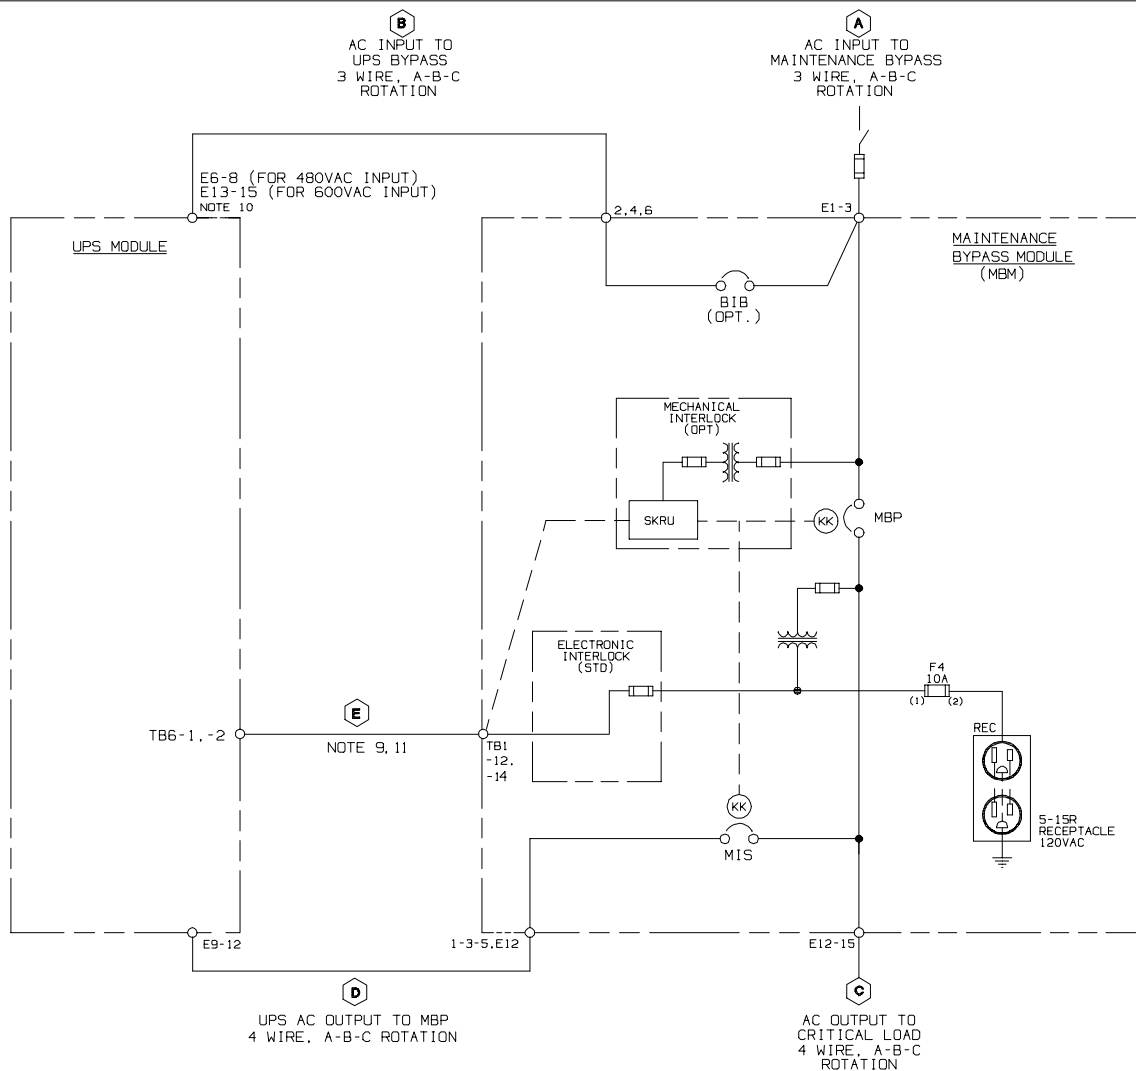 B
AC INPUT TO
UPS BYPASS
3 WIRE, A-B-C
ROTATION
A
AC INPUT TO
MAINTENANCE BYPASS
3 WIRE, A-B-C
ROTATION
E6-8 (FOR 480VAC INPUT)
E13-15 (FOR 600VAC INPUT)
NOTE 10
2,4,6
E1-3
UPS MODULE
MAINTENANCE
BYPASS MODULE
(MBM)
BIB
(OPT.)
MECHANICAL
INTERLOCK
(OPT)
SKRU
KK
MBP
ELECTRONIC
INTERLOCK
(STD)
F4
10A
(1)
(2)
E
TB6-1,-2
NOTE 9,11
TB1
-12,
-14
REC
KK
MIS
5-15R
RECEPTACLE
120VAC
E9-12
1-3-5,E12
E12-15
D
UPS AC OUTPUT TO MBP
4 WIRE, A-B-C ROTATION
C
AC OUTPUT TO
CRITICAL LOAD
4 WIRE, A-B-C
ROTATION